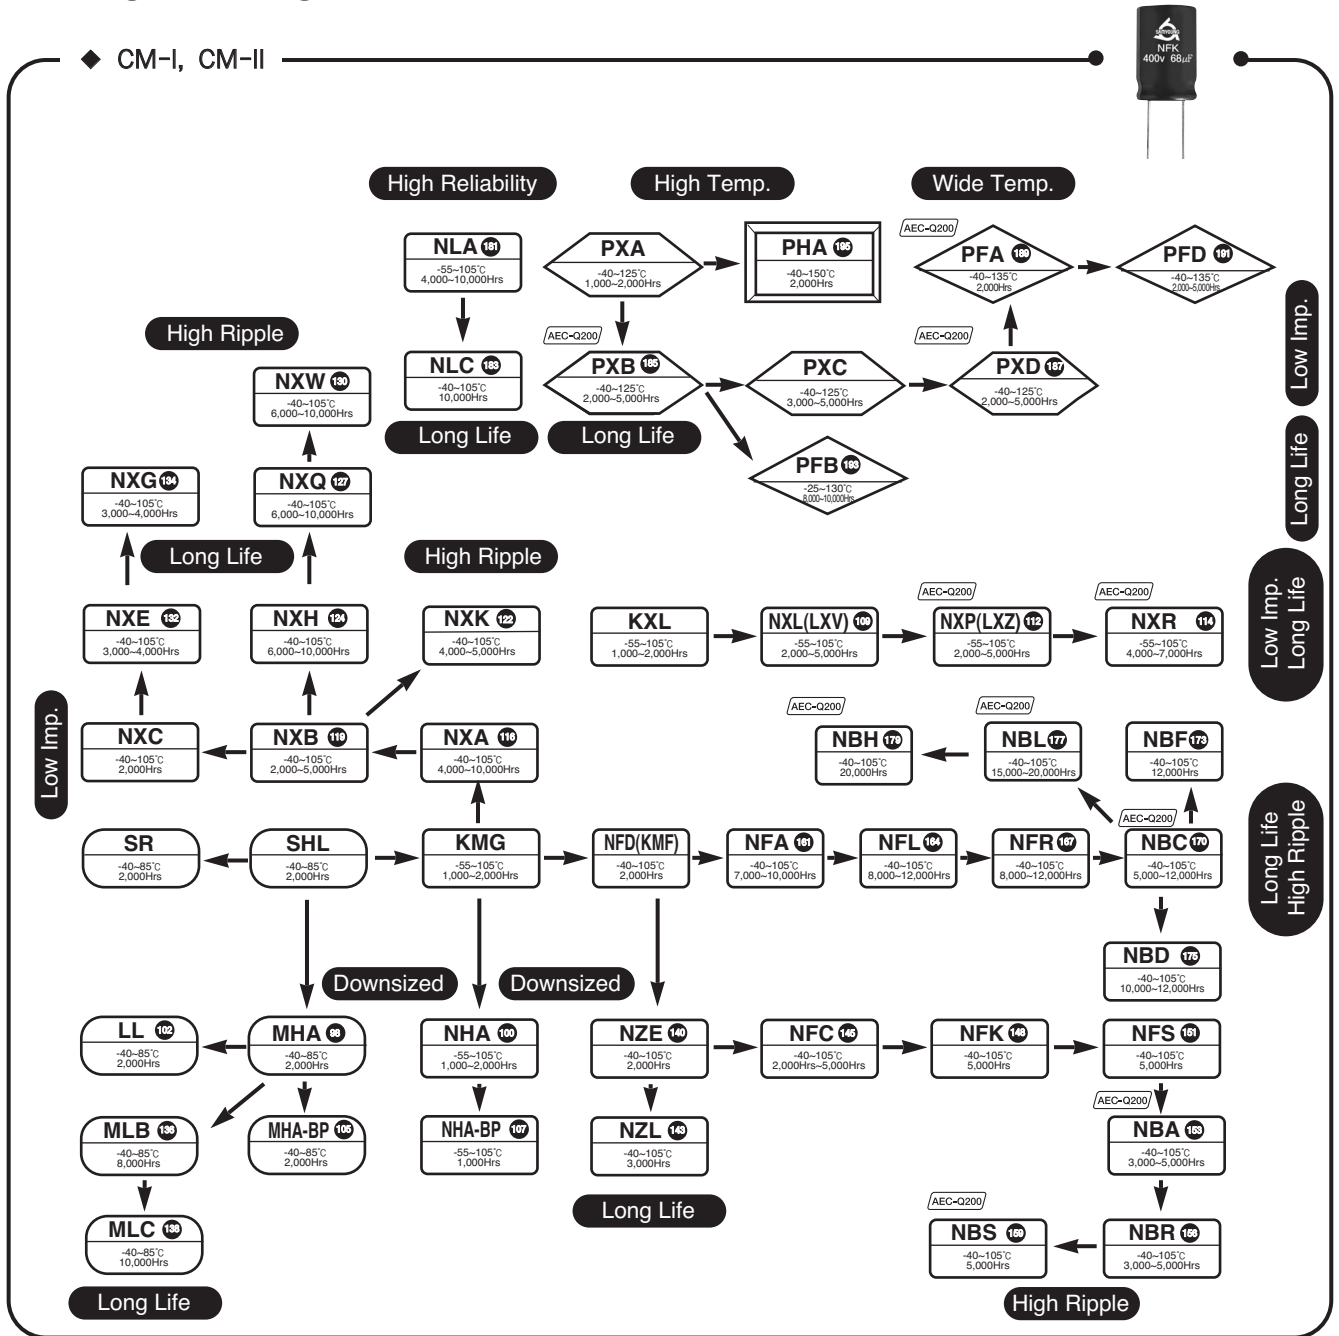 ◆ CM-I, CM-II
SAMYOUNG
NFK
400v 68µF
High Reliability
High Temp.
Wide Temp.
NLA 181
-55~105℃
4,000~10,000Hrs
PXA
-40~125℃
1,000~2,000Hrs
PHA 195
-40~150℃
2,000Hrs
AEC-Q200
PFA 189
-40~135℃
2,000Hrs
PFD 191
-40~135℃
2,000~5,000Hrs
Low Imp.
High Ripple
NLC 183
-40~105℃
10,000Hrs
Long Life
AEC-Q200
PXB 185
-40~125℃
2,000~5,000Hrs
Long Life
PXC
-40~125℃
3,000~5,000Hrs
AEC-Q200
PXD 187
-40~125℃
2,000~5,000Hrs
NXW 130
-40~105℃
6,000~10,000Hrs
PFB 193
-25~130℃
8,000~10,000Hrs
Long Life
NXG 134
-40~105℃
3,000~4,000Hrs
NXQ 127
-40~105℃
6,000~10,000Hrs
Long Life
High Ripple
NXE 132
-40~105℃
3,000~4,000Hrs
NXH 124
-40~105℃
6,000~10,000Hrs
NXK 122
-40~105℃
4,000~5,000Hrs
KXL
-55~105℃
1,000~2,000Hrs
NXL(LXV) 109
-55~105℃
2,000~5,000Hrs
AEC-Q200
NXP(LXZ) 112
-55~105℃
2,000~5,000Hrs
AEC-Q200
NXR 114
-55~105℃
4,000~7,000Hrs
Low Imp.
Long Life
Low Imp.
NXC
-40~105℃
2,000Hrs
NXB 119
-40~105℃
2,000~5,000Hrs
NXA 116
-40~105℃
4,000~10,000Hrs
AEC-Q200
NBH 179
-40~105℃
20,000Hrs
AEC-Q200
NBL 177
-40~105℃
15,000~20,000Hrs
NBF 173
-40~105℃
12,000Hrs
SR
-40~85℃
2,000Hrs
SHL
-40~85℃
2,000Hrs
KMG
-55~105℃
1,000~2,000Hrs
NFD(KMF)
-40~105℃
2,000Hrs
NFA 161
-40~105℃
7,000~10,000Hrs
NFL 164
-40~105℃
8,000~12,000Hrs
NFR 167
-40~105℃
8,000~12,000Hrs
AEC-Q200
NBC 170
-40~105℃
5,000~12,000Hrs
Long Life
High Ripple
NBD 175
-40~105℃
10,000~12,000Hrs
Downsized
Downsized
LL 102
-40~85℃
2,000Hrs
MHA 98
-40~85℃
2,000Hrs
NHA 100
-55~105℃
1,000~2,000Hrs
NZE 140
-40~105℃
2,000Hrs
NFC 145
-40~105℃
2,000Hrs~5,000Hrs
NFK 148
-40~105℃
5,000Hrs
NFS 151
-40~105℃
5,000Hrs
MLB 136
-40~85℃
8,000Hrs
MHA-BP 105
-40~85℃
2,000Hrs
NHA-BP 107
-55~105℃
1,000Hrs
NZL 143
-40~105℃
3,000Hrs
Long Life
AEC-Q200
NBA 153
-40~105℃
3,000~5,000Hrs
MLC 138
-40~85℃
10,000Hrs
Long Life
AEC-Q200
NBS 159
-40~105℃
5,000Hrs
NBR 156
-40~105℃
3,000~5,000Hrs
High Ripple